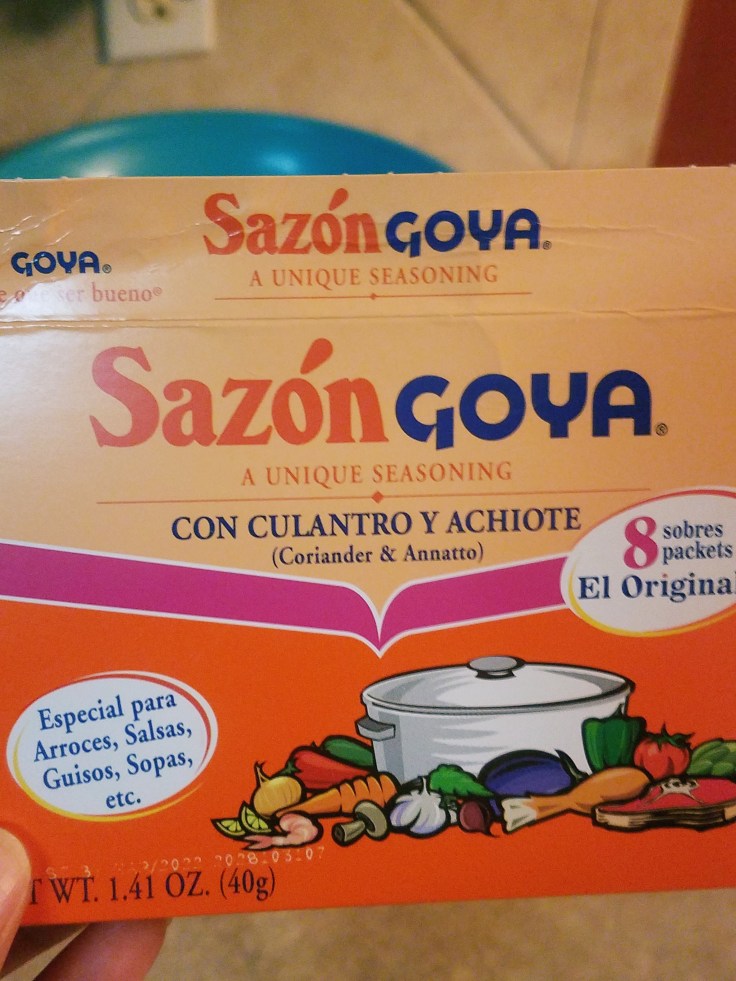 Sazón GOYA®
A UNIQUE SEASONING
GOYA®
ser bueno®
Sazón GOYA®
A UNIQUE SEASONING
CON CULANTRO Y ACHIOTE
(Coriander & Annatto)
8 sobres
packets
El Original
Especial para
Arroces, Salsas,
Guisos, Sopas,
etc.
WT. 1.41 OZ. (40g)